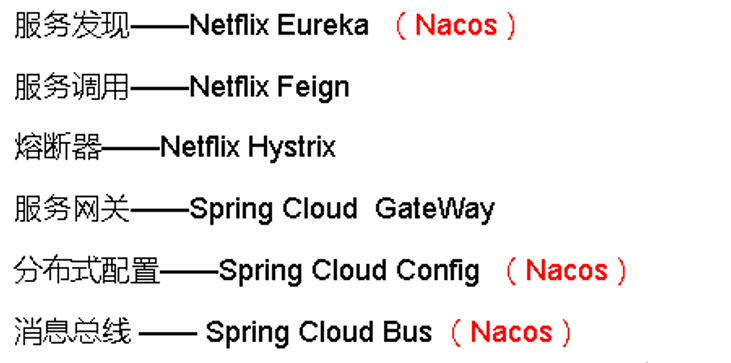 服务发现——Netflix Eureka （Nacos）
服务调用——Netflix Feign
熔断器——Netflix Hystrix
服务网关——Spring Cloud GateWay
分布式配置——Spring Cloud Config （Nacos）
消息总线 —— Spring Cloud Bus（Nacos）